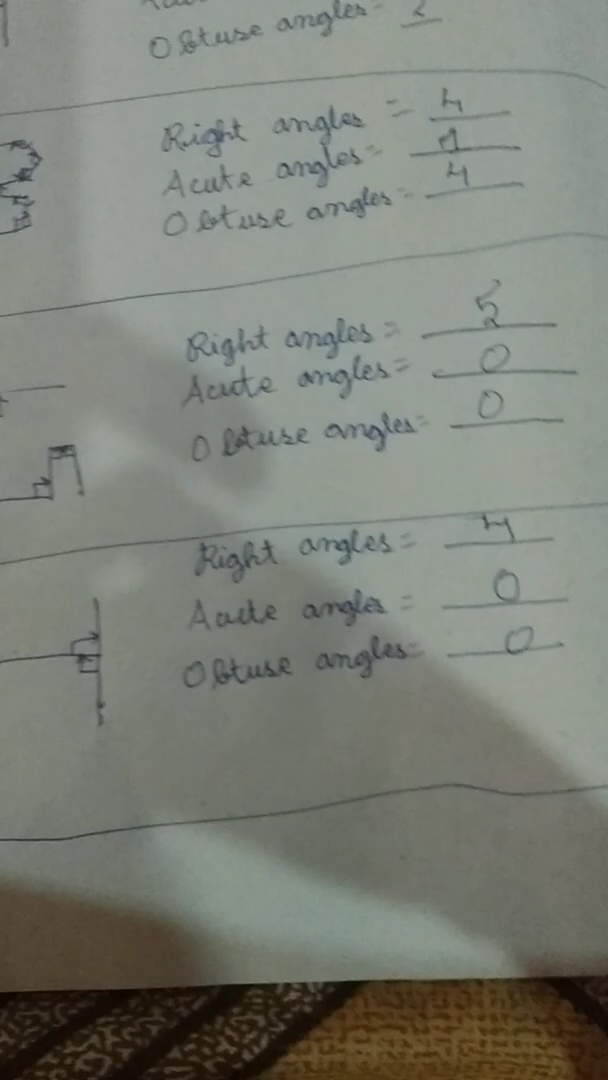 Obtuse angles- 2
Right angles = 4
Acute angles= 1
Obtuse angles= 4
Right angles = 5
Acute angles= 0
Obtuse angles= 0
Right angles= 4
Acute angles = 0
Obtuse angles= 0